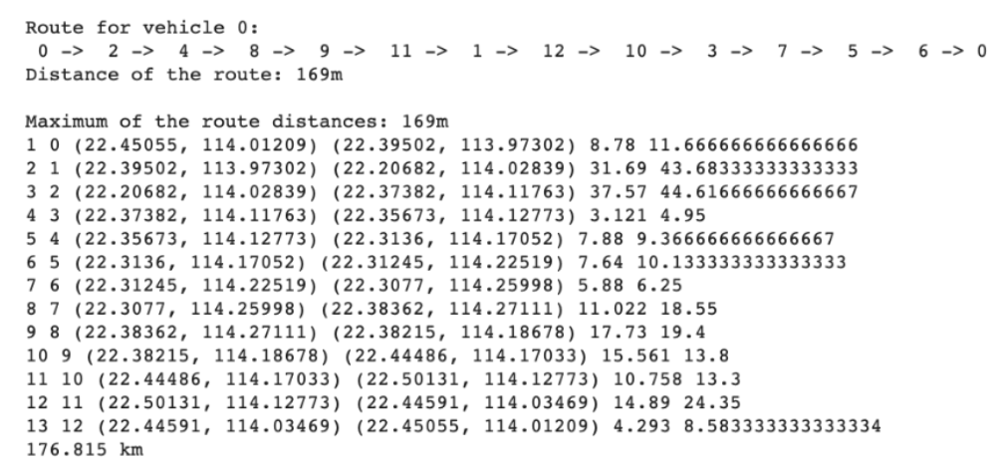 Route for vehicle 0:
0 -> 2 -> 4 -> 8 -> 9 -> 11 -> 1 -> 12 -> 10 -> 3 -> 7 -> 5 -> 6 -> 0
Distance of the route: 169m
Maximum of the route distances: 169m
1 0 (22.45055, 114.01209) (22.39502, 113.97302) 8.78 11.666666666666666
2 1 (22.39502, 113.97302) (22.20682, 114.02839) 31.69 43.68333333333333
3 2 (22.20682, 114.02839) (22.37382, 114.11763) 37.57 44.61666666666667
4 3 (22.37382, 114.11763) (22.35673, 114.12773) 3.121 4.95
5 4 (22.35673, 114.12773) (22.3136, 114.17052) 7.88 9.366666666666667
6 5 (22.3136, 114.17052) (22.31245, 114.22519) 7.64 10.133333333333333
7 6 (22.31245, 114.22519) (22.3077, 114.25998) 5.88 6.25
8 7 (22.3077, 114.25998) (22.38362, 114.27111) 11.022 18.55
9 8 (22.38362, 114.27111) (22.38215, 114.18678) 17.73 19.4
10 9 (22.38215, 114.18678) (22.44486, 114.17033) 15.561 13.8
11 10 (22.44486, 114.17033) (22.50131, 114.12773) 10.758 13.3
12 11 (22.50131, 114.12773) (22.44591, 114.03469) 14.89 24.35
13 12 (22.44591, 114.03469) (22.45055, 114.01209) 4.293 8.583333333333334
176.815 km